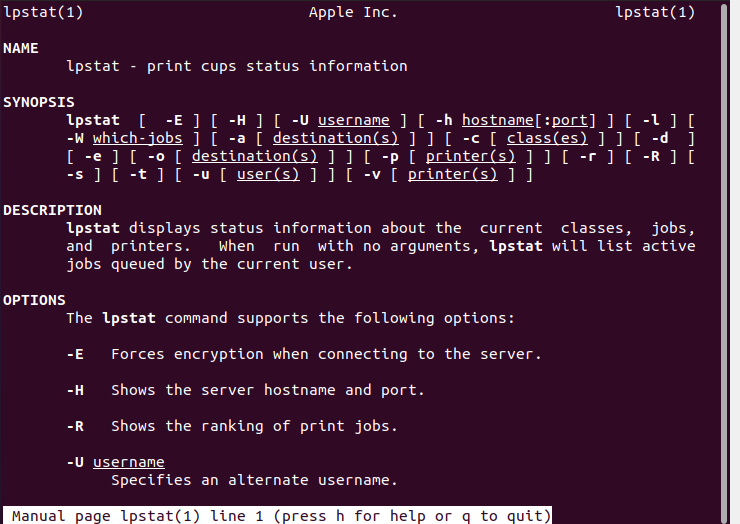 lpstat(1) Apple Inc. lpstat(1)
NAME
lpstat - print cups status information
SYNOPSIS
lpstat [ -E ] [ -H ] [ -U username ] [ -h hostname[:port] ] [ -l ] [
-W which-jobs ] [ -a [ destination(s) ] ] [ -c [ class(es) ] ] [ -d ]
[ -e ] [ -o [ destination(s) ] ] [ -p [ printer(s) ] ] [ -r ] [ -R ] [
-s ] [ -t ] [ -u [ user(s) ] ] [ -v [ printer(s) ] ]
DESCRIPTION
lpstat displays status information about the current classes, jobs,
and printers. When run with no arguments, lpstat will list active
jobs queued by the current user.
OPTIONS
The lpstat command supports the following options:
-E Forces encryption when connecting to the server.
-H Shows the server hostname and port.
-R Shows the ranking of print jobs.
-U username
Specifies an alternate username.
Manual page lpstat(1) line 1 (press h for help or q to quit)